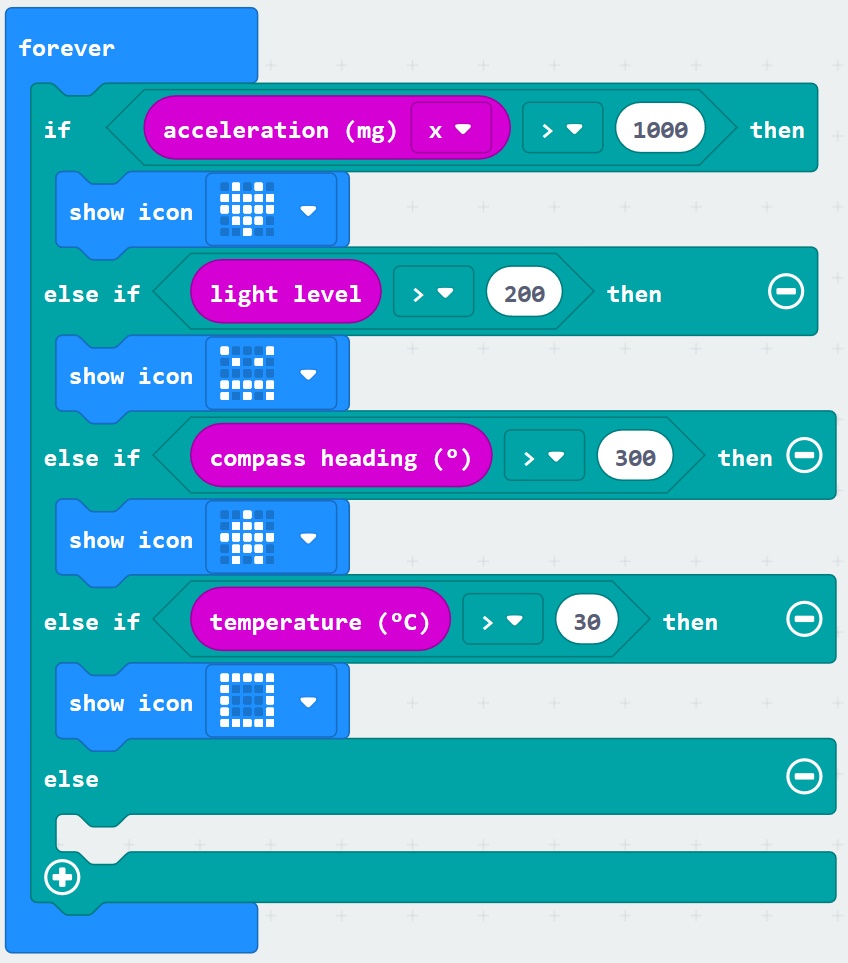 forever
if acceleration (mg) x > 1000 then
show icon
else if light level > 200 then
show icon
else if compass heading (º) > 300 then
show icon
else if temperature (ºC) > 30 then
show icon
else